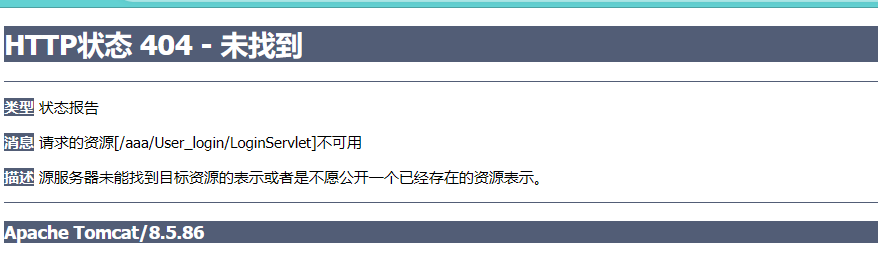 HTTP状态 404 - 未找到
类型 状态报告
消息 请求的资源[/aaa/User_login/LoginServlet]不可用
描述 源服务器未能找到目标资源的表示或者是不愿公开一个已经存在的资源表示。
Apache Tomcat/8.5.86